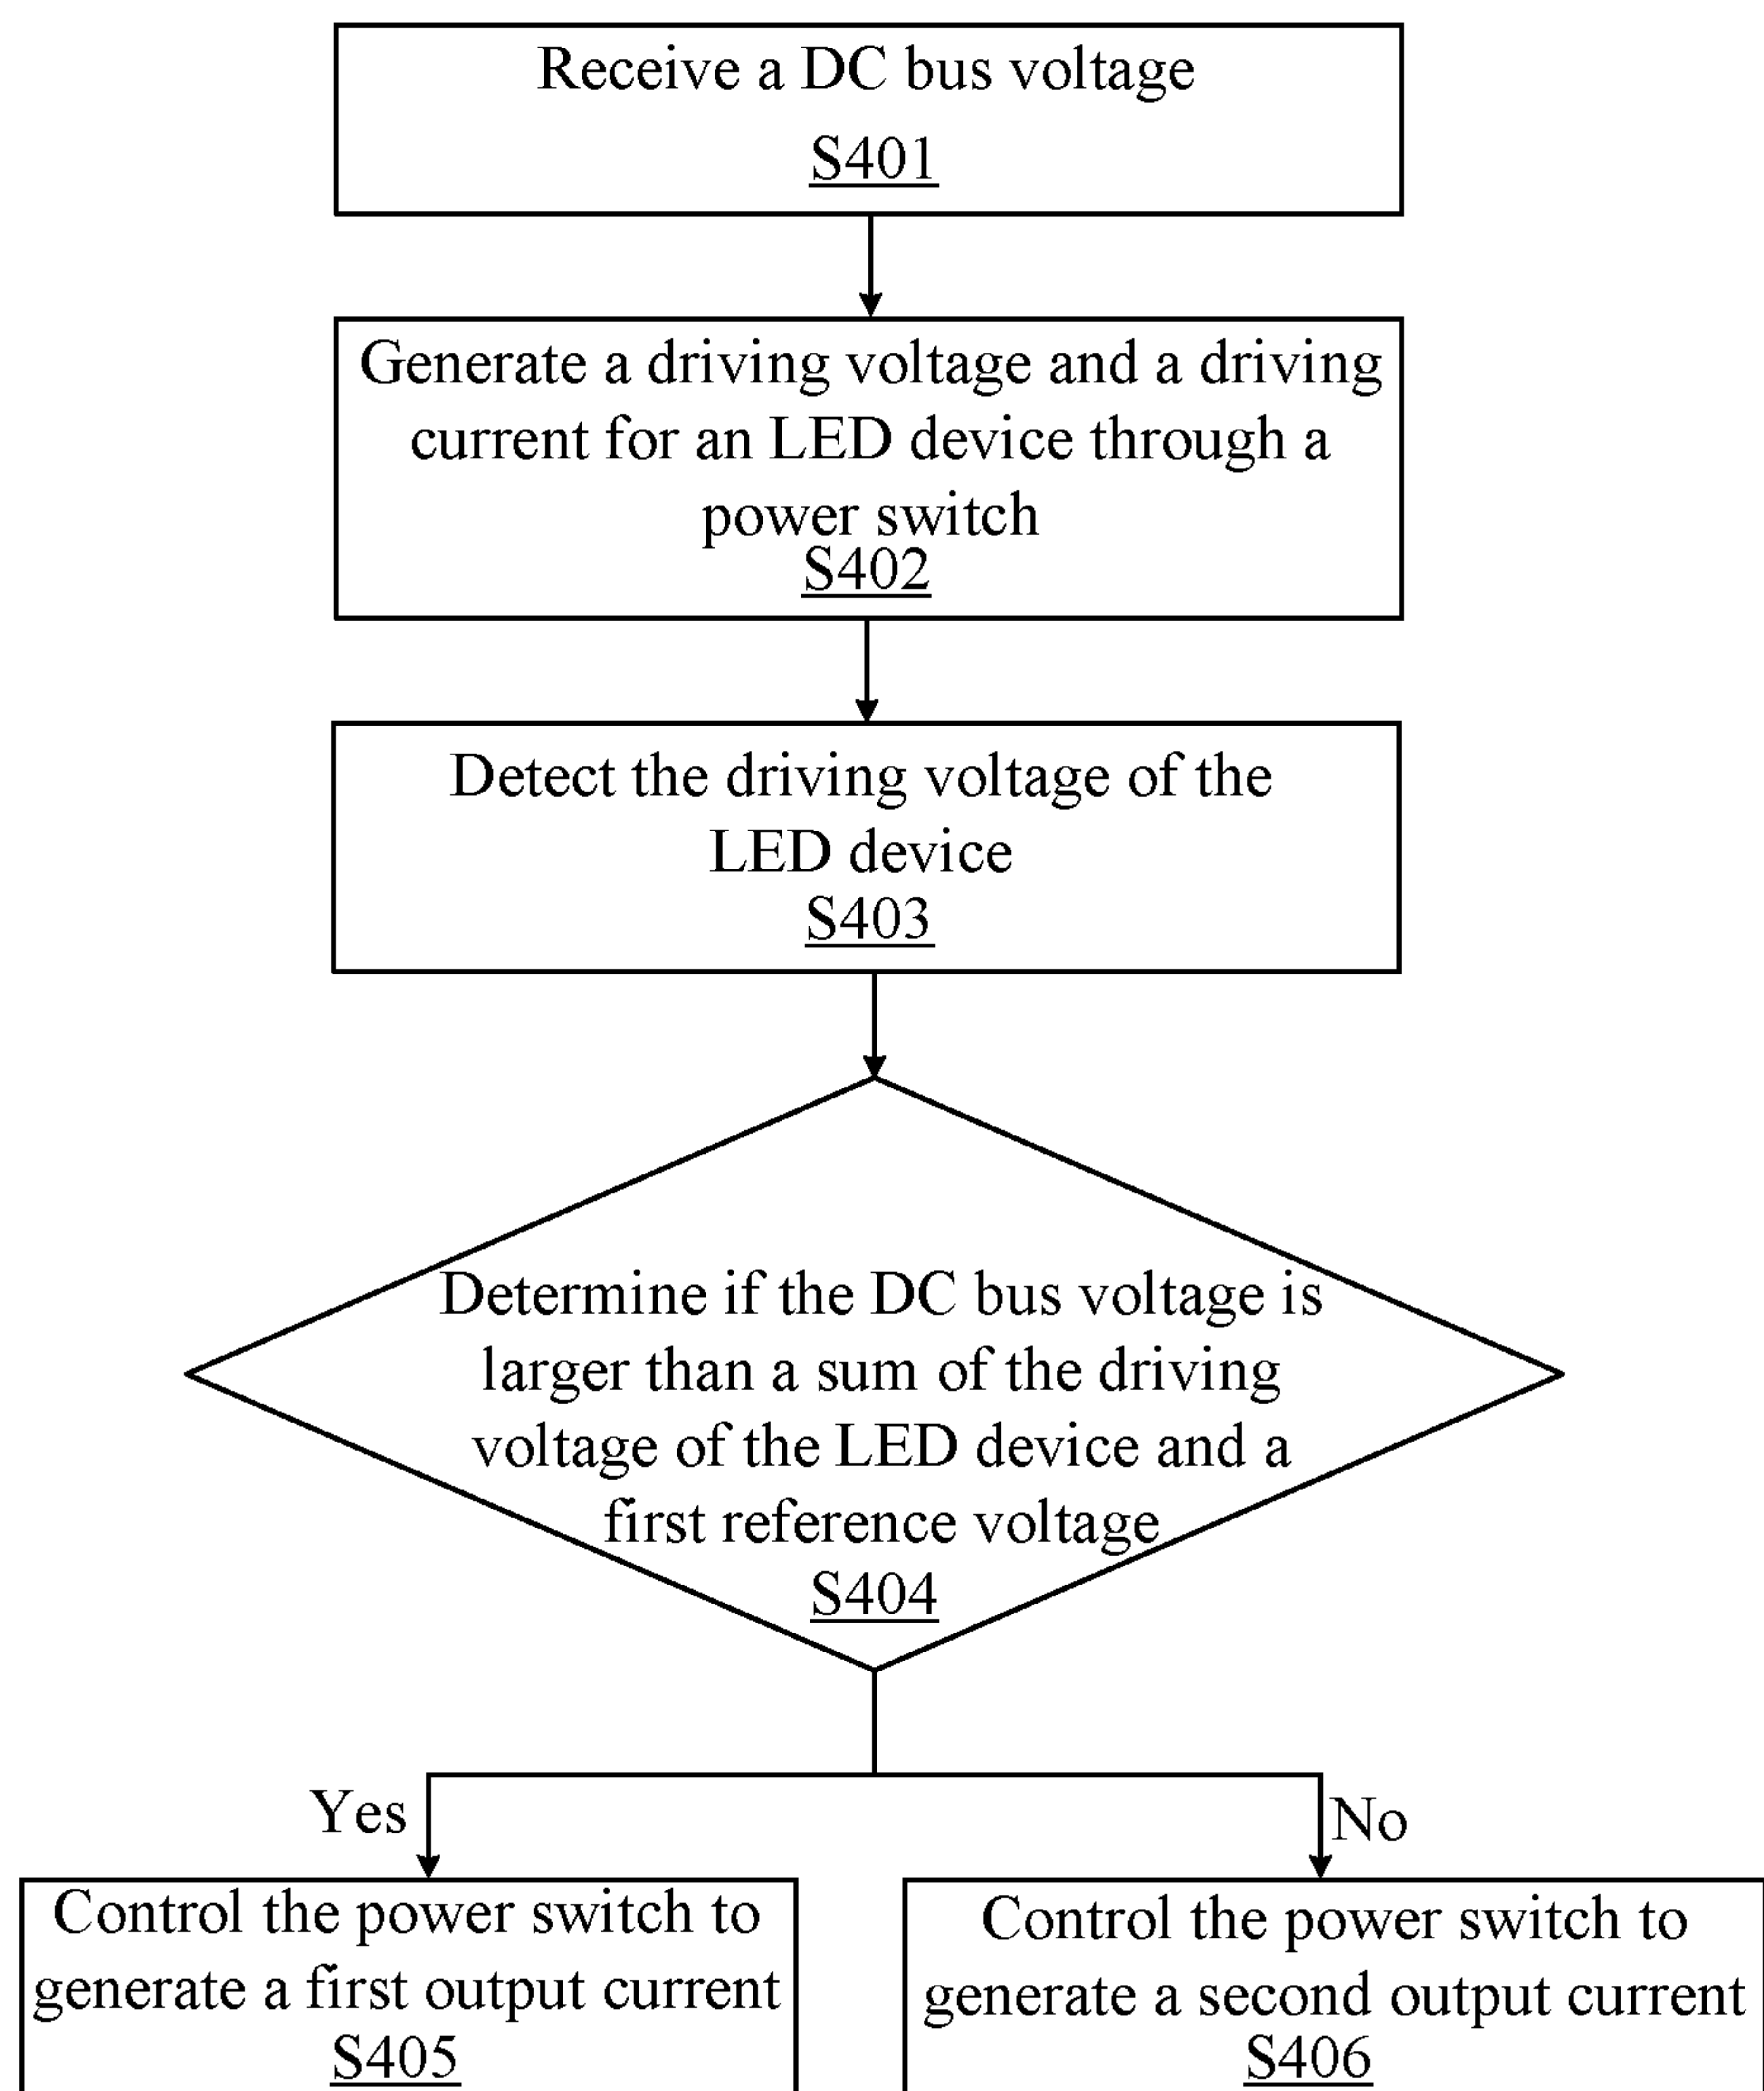 Receive a DC bus voltage
S401
Generate a driving voltage and a driving
current for an LED device through a
power switch
S402
Detect the driving voltage of the
LED device
S403
Determine if the DC bus voltage is
larger than a sum of the driving
voltage of the LED device and a
first reference voltage
S404
Yes
No
Control the power switch to
generate a first output current
S405
Control the power switch to
generate a second output current
S406